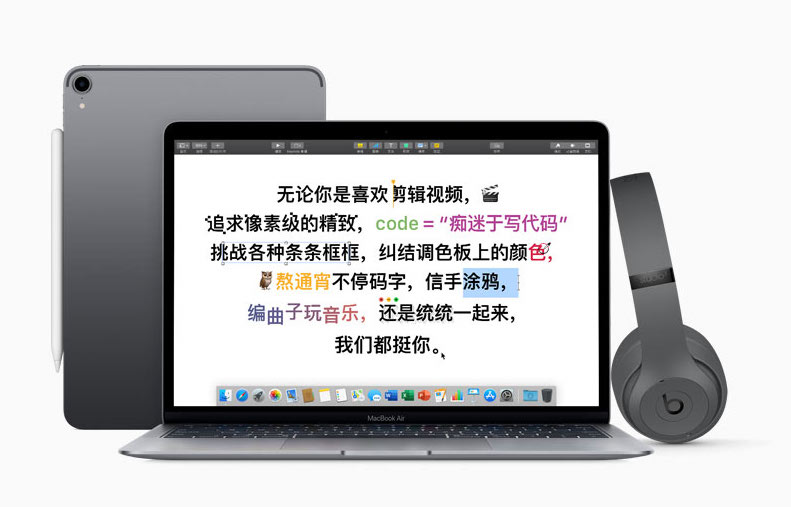 无论你是喜欢剪辑视频，🎬
追求像素级的精致，code = “痴迷于写代码”
挑战各种条条框框，纠结调色板上的颜色，
🦉熬通宵不停码字，信手涂鸦，
编曲子玩音乐，还是统统一起来，
我们都挺你。
MacBook Air